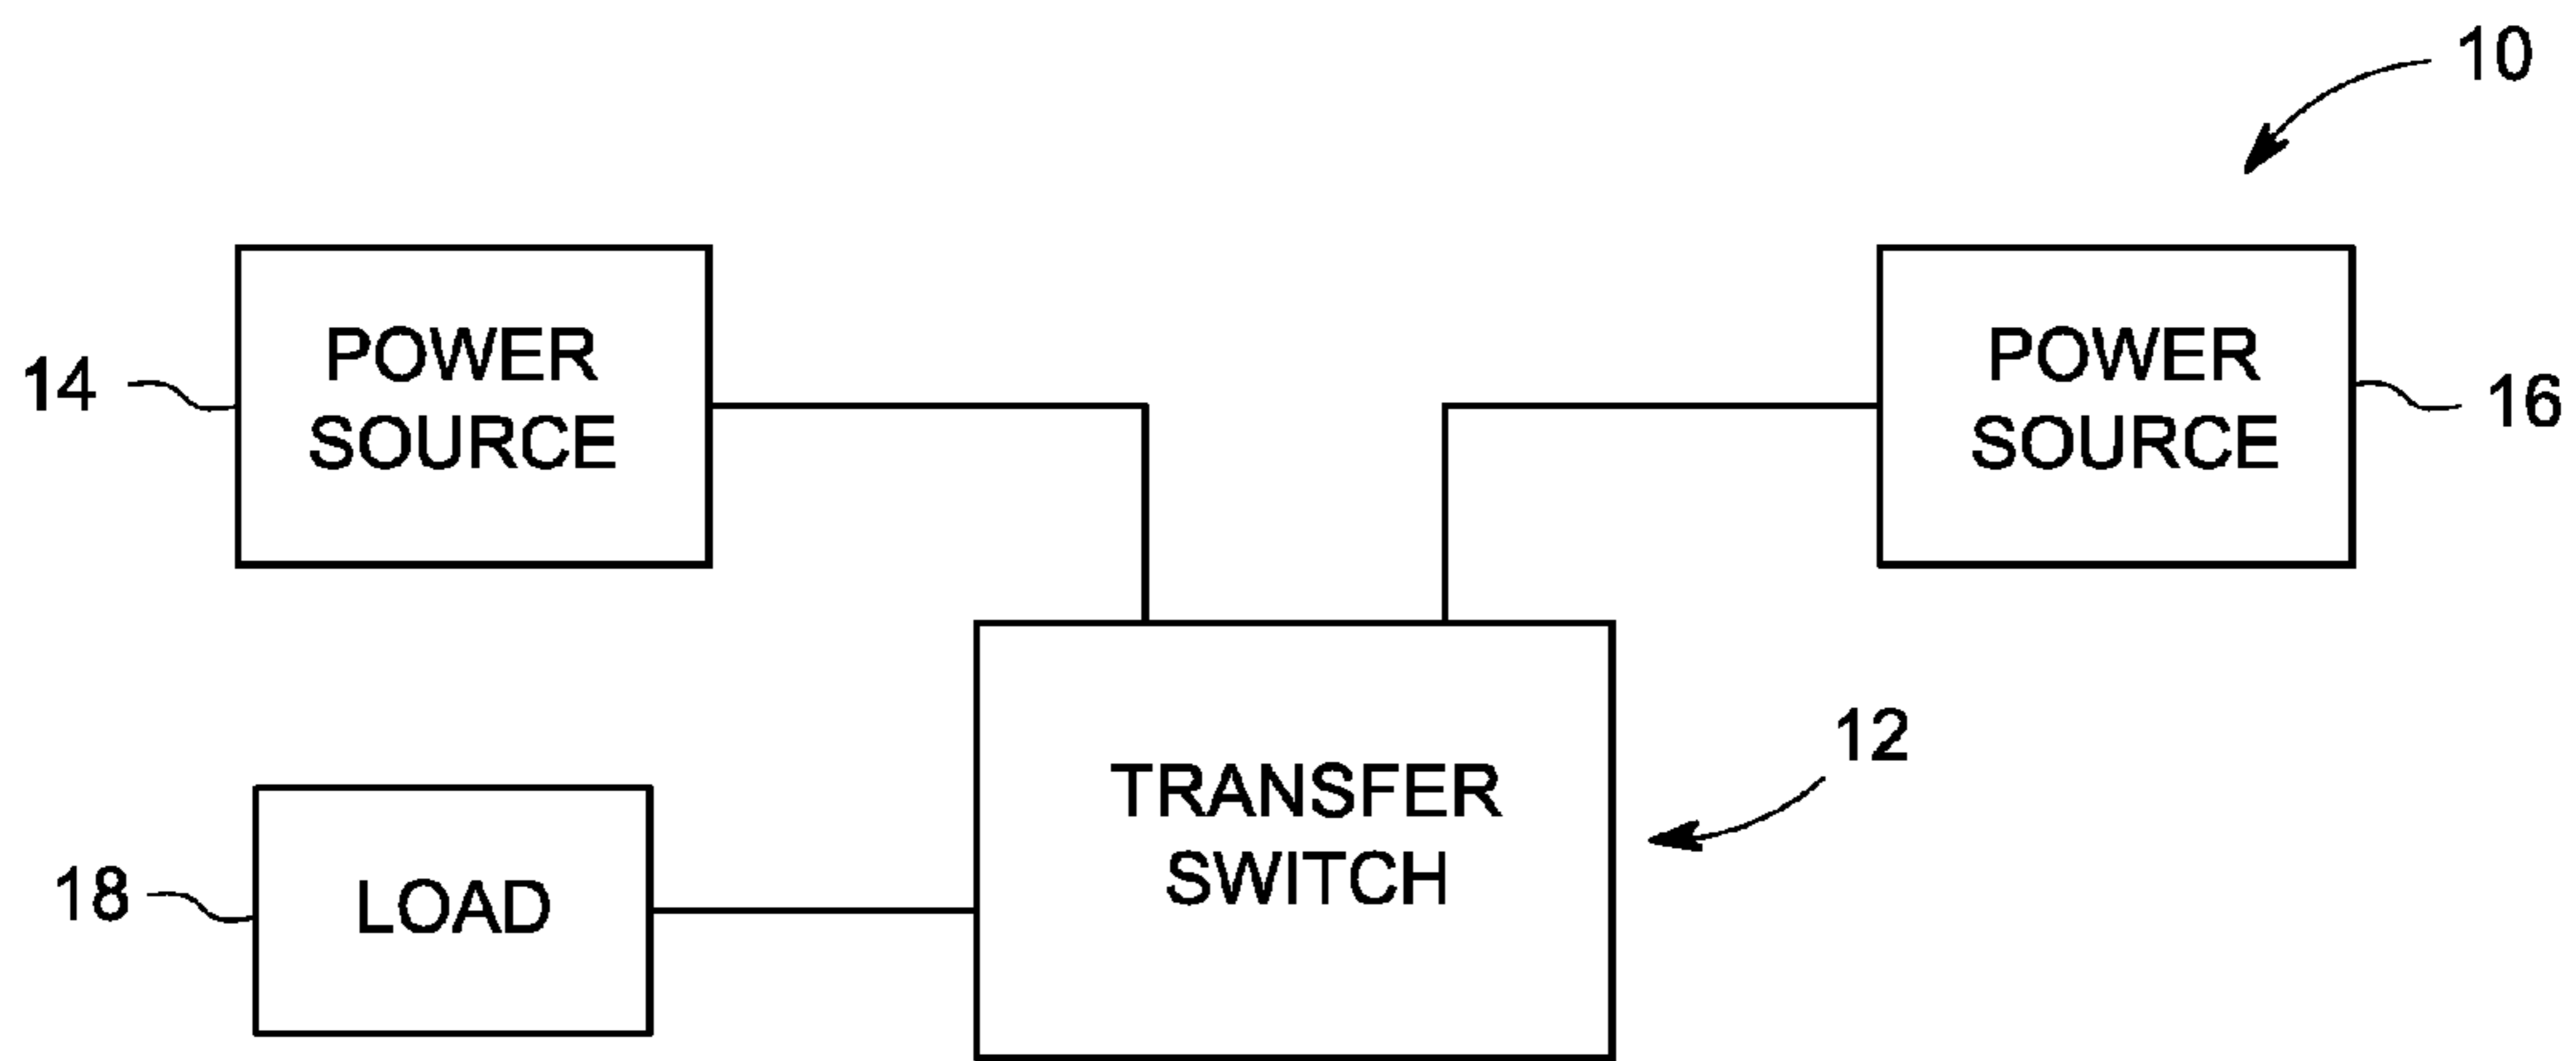 10
POWER
SOURCE
14
POWER
SOURCE
16
TRANSFER
SWITCH
12
LOAD
18